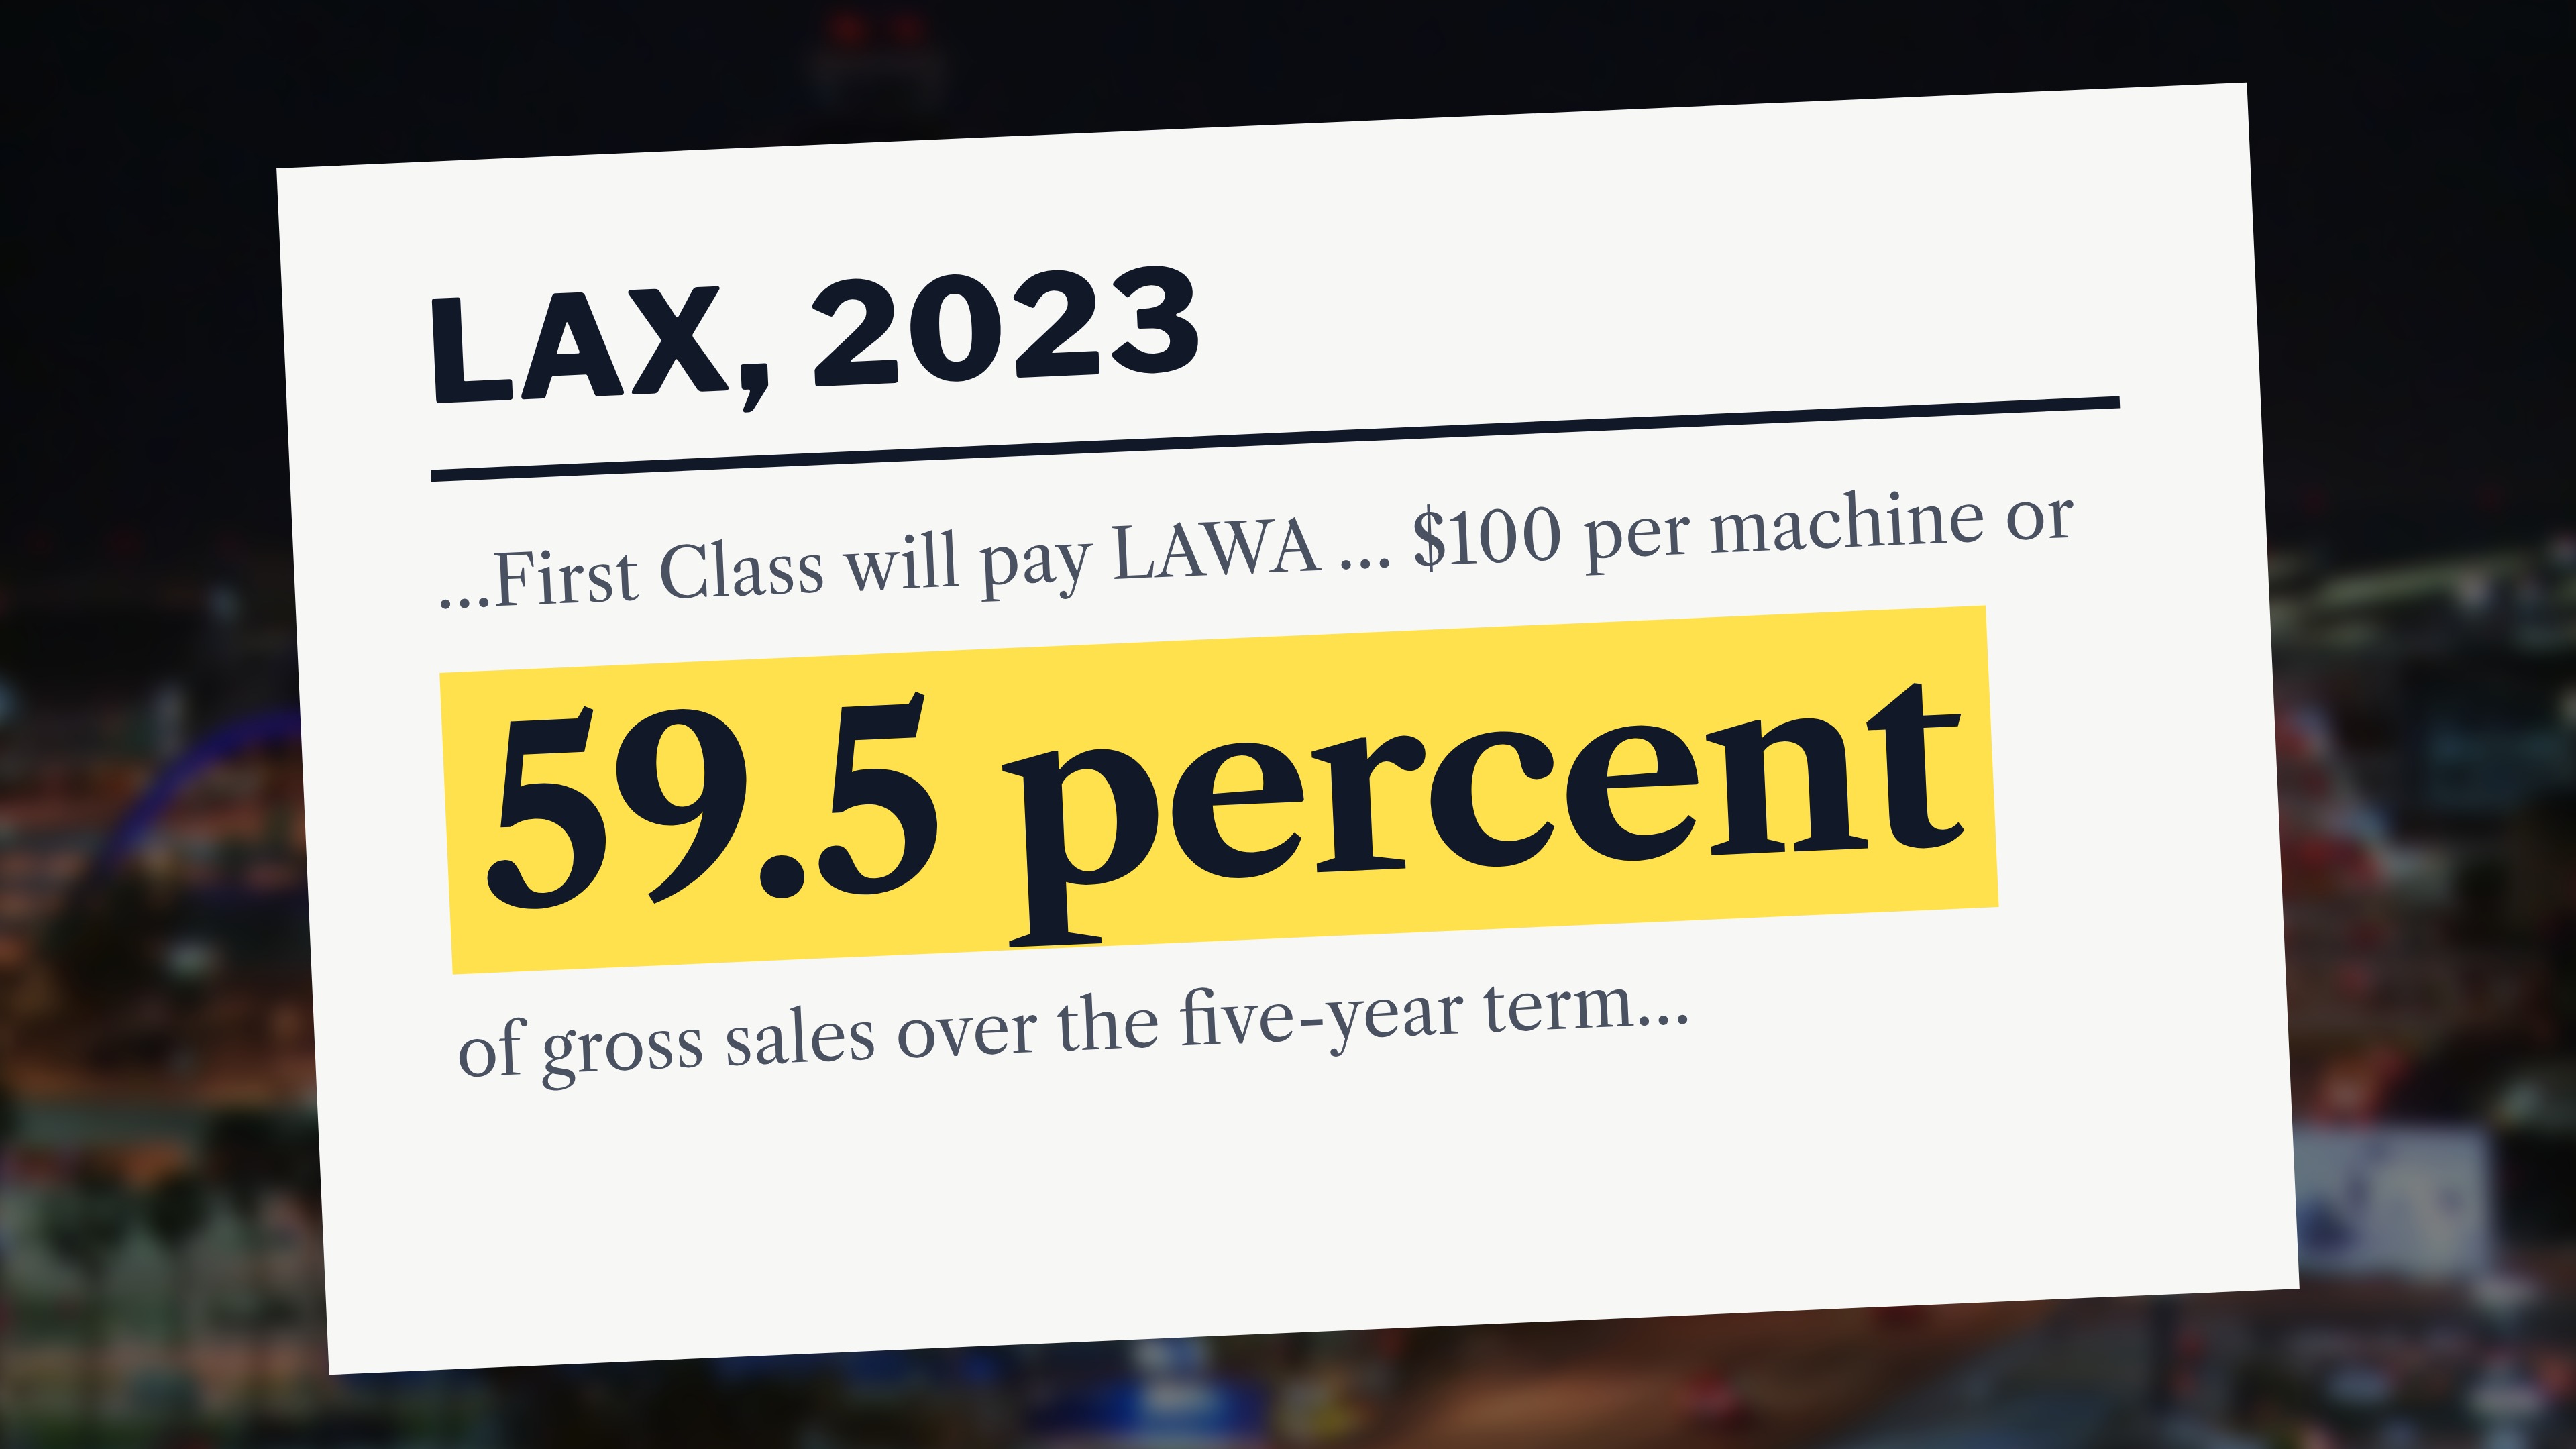 LAX, 2023
...First Class will pay LAWA ... $100 per machine or
59.5 percent
of gross sales over the five-year term...